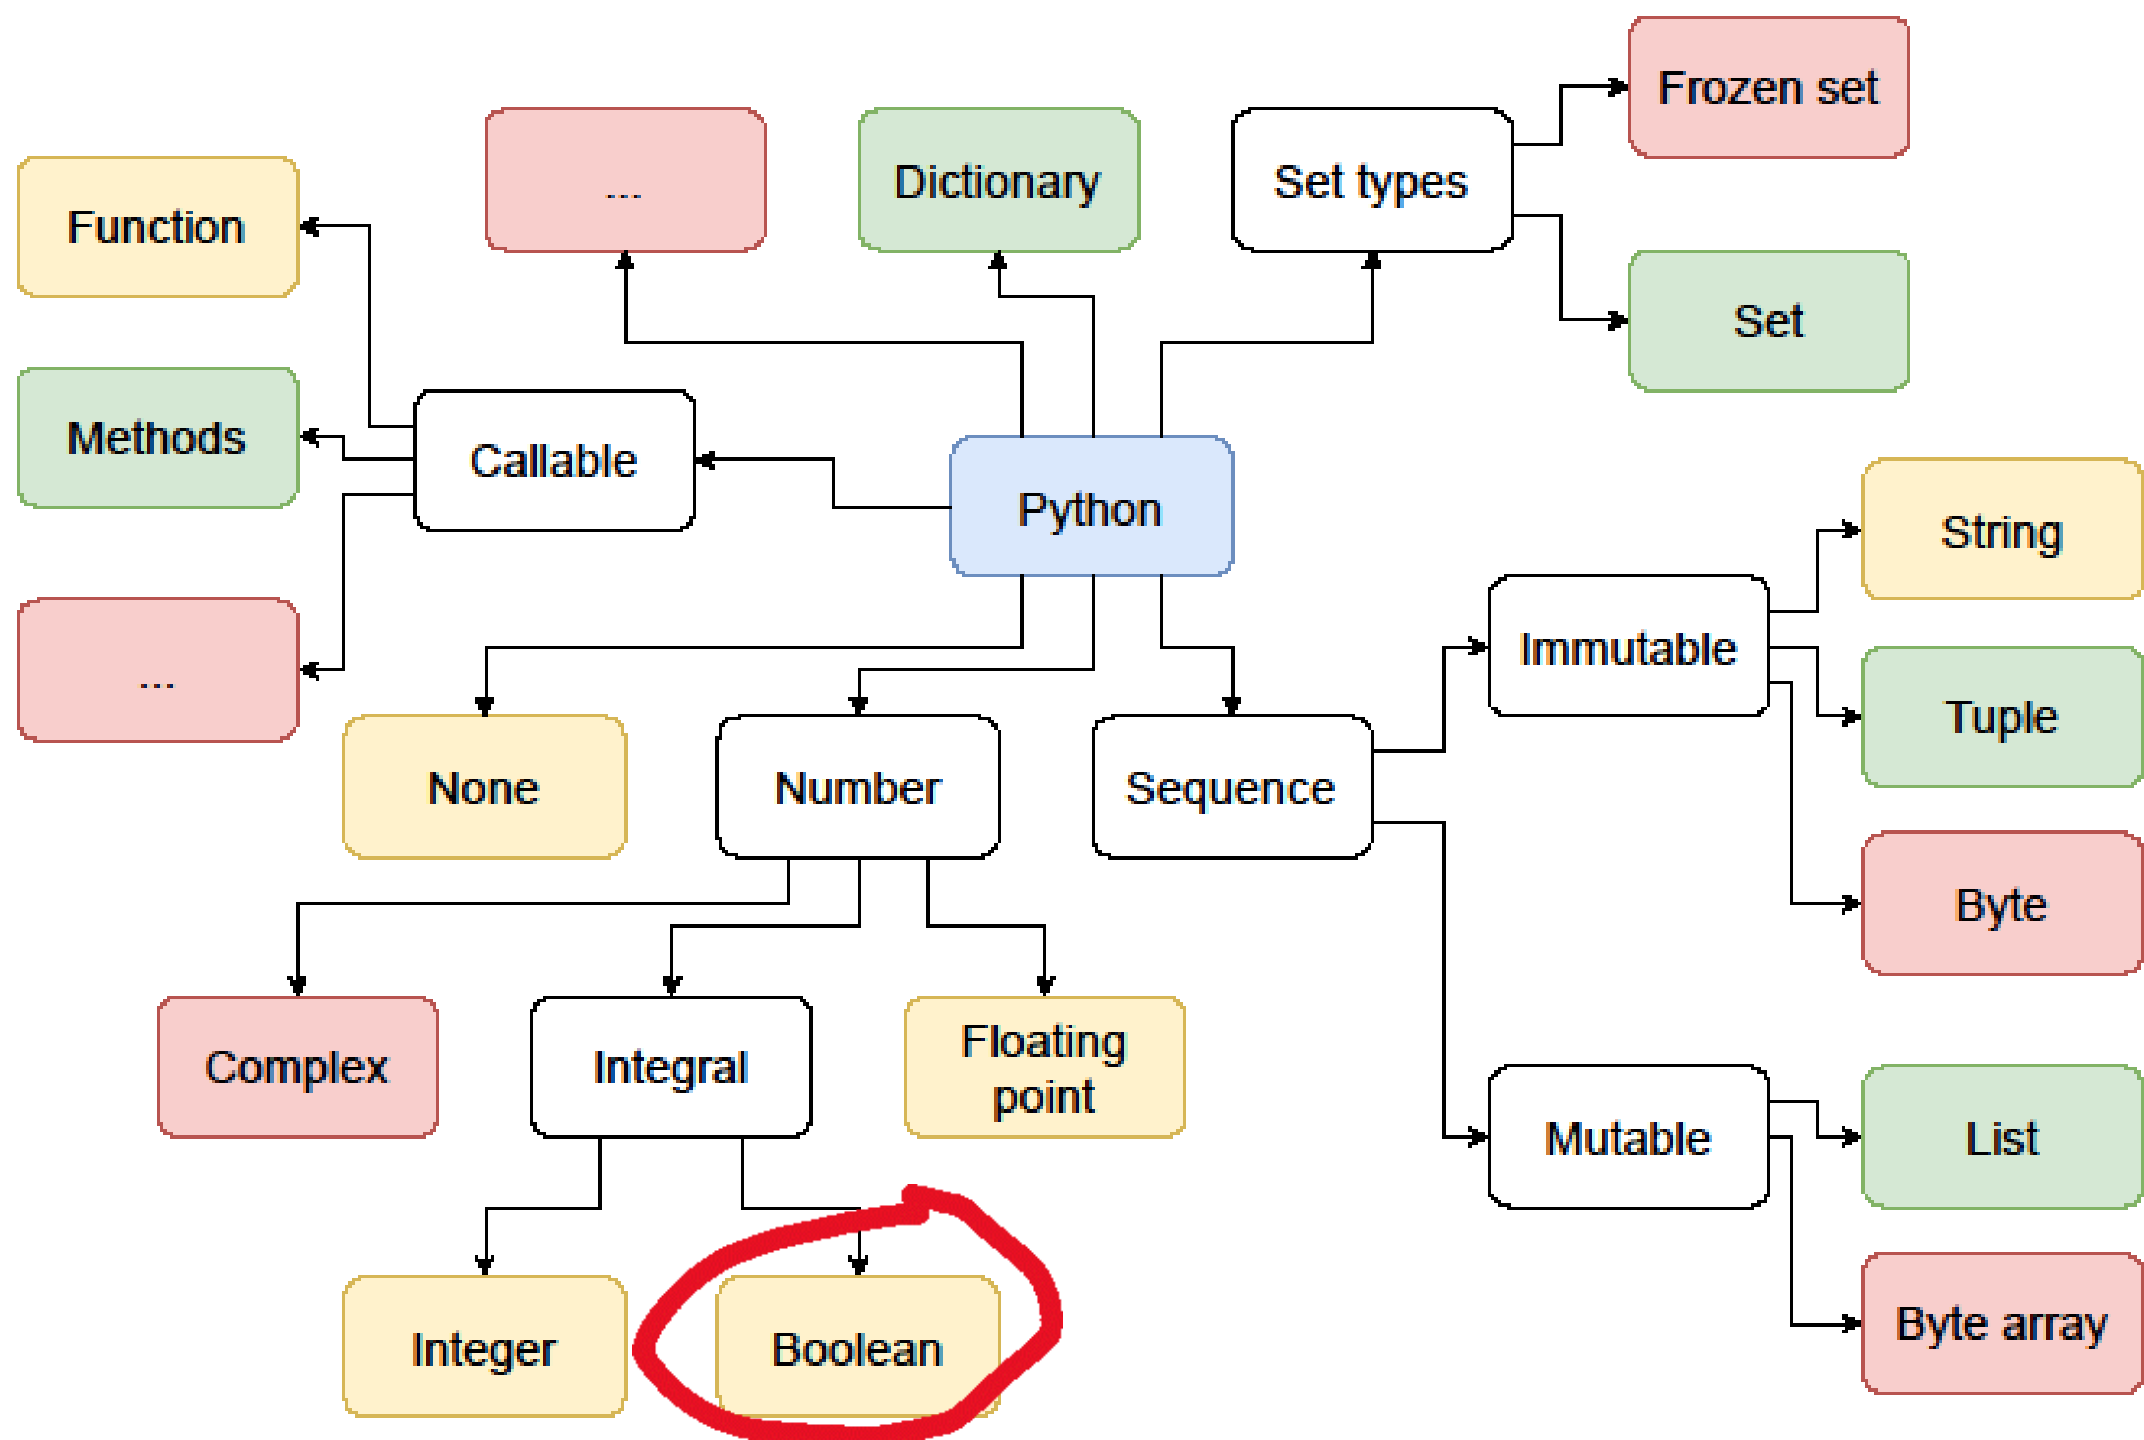 Frozen set
...
Dictionary
Set types
Function
Set
Methods
Callable
Python
String
Immutable
...
Tuple
None
Number
Sequence
Byte
Complex
Integral
Floating
point
Mutable
List
Integer
Boolean
Byte array